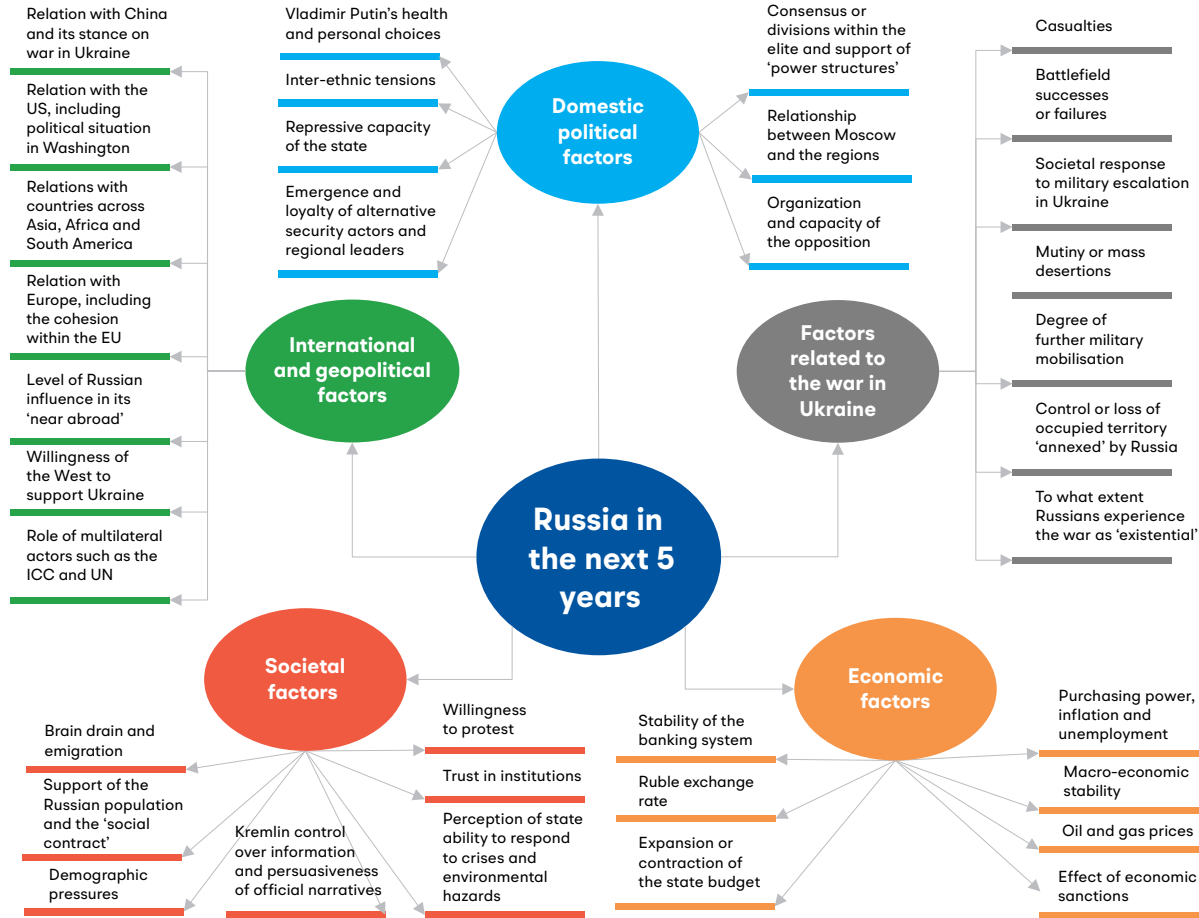 Relation with China
and its stance on
war in Ukraine
Relation with the
US, including
political situation
in Washington
Relations with
countries across
Asia, Africa and
South America
Relation with
Europe, including
the cohesion
within the EU
Level of Russian
influence in its
‘near abroad’
Willingness of
the West to
support Ukraine
Role of multilateral
actors such as the
ICC and UN
International
and geopolitical
factors
Vladimir Putin’s health
and personal choices
Inter-ethnic tensions
Repressive capacity
of the state
Emergence and
loyalty of alternative
security actors and
regional leaders
Domestic
political
factors
Consensus or
divisions within the
elite and support of
‘power structures’
Relationship
between Moscow
and the regions
Organization
and capacity of
the opposition
Factors
related to
the war in
Ukraine
Casualties
Battlefield
successes
or failures
Societal response
to military escalation
in Ukraine
Mutiny or mass
desertions
Degree of
further military
mobilisation
Control or loss of
occupied territory
‘annexed’ by Russia
To what extent
Russians experience
the war as ‘existential’
Russia in
the next 5
years
Societal
factors
Brain drain and
emigration
Support of the
Russian population
and the ‘social
contract’
Demographic
pressures
Kremlin control
over information
and persuasiveness
of official narratives
Willingness
to protest
Trust in institutions
Perception of state
ability to respond
to crises and
environmental
hazards
Economic
factors
Stability of the
banking system
Ruble exchange
rate
Expansion or
contraction of
the state budget
Purchasing power,
inflation and
unemployment
Macro-economic
stability
Oil and gas prices
Effect of economic
sanctions